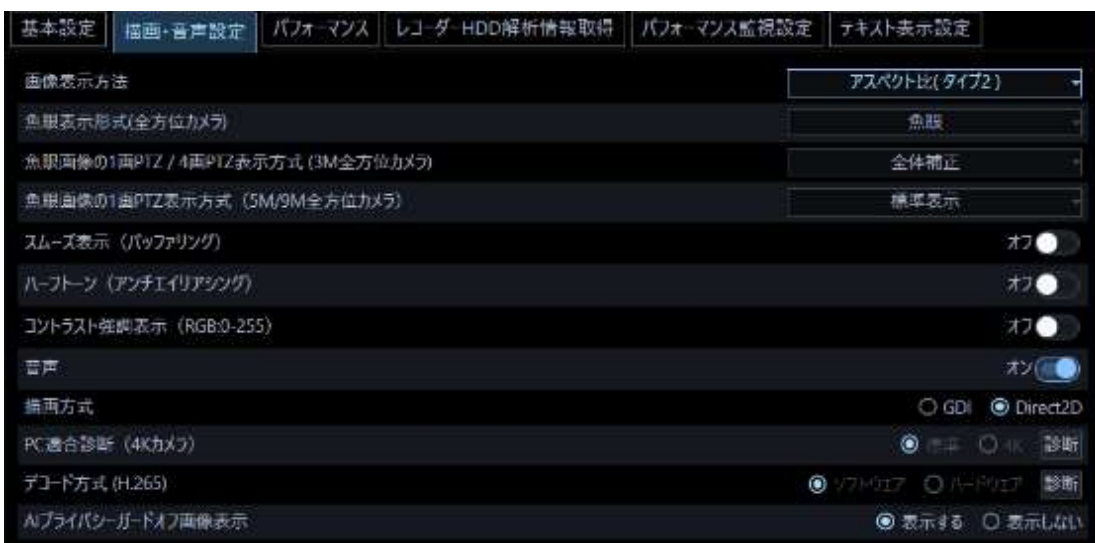 基本設定 描画・音声設定 パフォーマンス レコーダーHDD解析情報取得 パフォーマンス監視設定 テキスト表示設定
画像表示方法 アスペクト比(タイプ2)
魚眼表示形式(全方位カメラ) 魚眼
魚眼画像の1画PTZ / 4画PTZ表示方式 (3M全方位カメラ) 全体補正
魚眼画像の1画PTZ表示方式 (5M/9M全方位カメラ) 標準表示
スムーズ表示 (バッファリング) オフ
ハーフトーン (アンチエイリアシング) オフ
コントラスト強調表示 (RGB:0-255) オフ
音声 オン
描画方式 GDI Direct2D
PC適合診断 (4Kカメラ) 標準 4K 診断
デコード方式 (H.265) ソフトウェア ハードウェア 診断
AIプライバシーガードオフ画像表示 表示する 表示しない